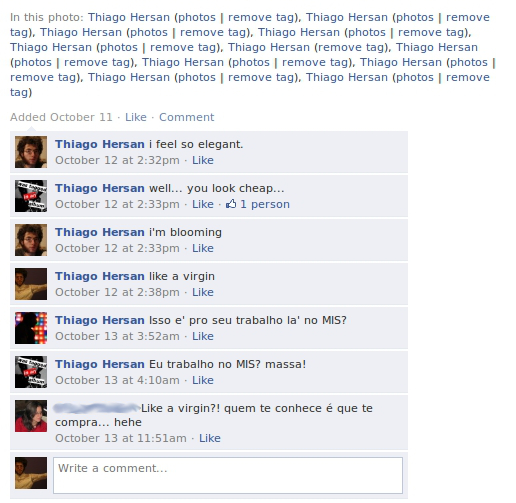 In this photo: Thiago Hersan (photos | remove tag), Thiago Hersan (photos | remove
tag), Thiago Hersan (photos | remove tag), Thiago Hersan (photos | remove tag),
Thiago Hersan (photos | remove tag), Thiago Hersan (remove tag), Thiago Hersan
(photos | remove tag), Thiago Hersan (photos | remove tag), Thiago Hersan (photos |
remove tag), Thiago Hersan (photos | remove tag), Thiago Hersan (photos | remove
tag)
Added October 11 · Like · Comment
Thiago Hersan i feel so elegant.
October 12 at 2:32pm · Like
Thiago Hersan well... you look cheap...
October 12 at 2:33pm · Like · 1 person
Thiago Hersan i'm blooming
October 12 at 2:33pm · Like
Thiago Hersan like a virgin
October 12 at 2:38pm · Like
Thiago Hersan Isso e' pro seu trabalho la' no MIS?
October 13 at 3:52am · Like
Thiago Hersan Eu trabalho no MIS? massa!
October 13 at 4:10am · Like
Like a virgin?! quem te conhece é que te
compra... hehe
October 13 at 11:51am · Like
Write a comment...